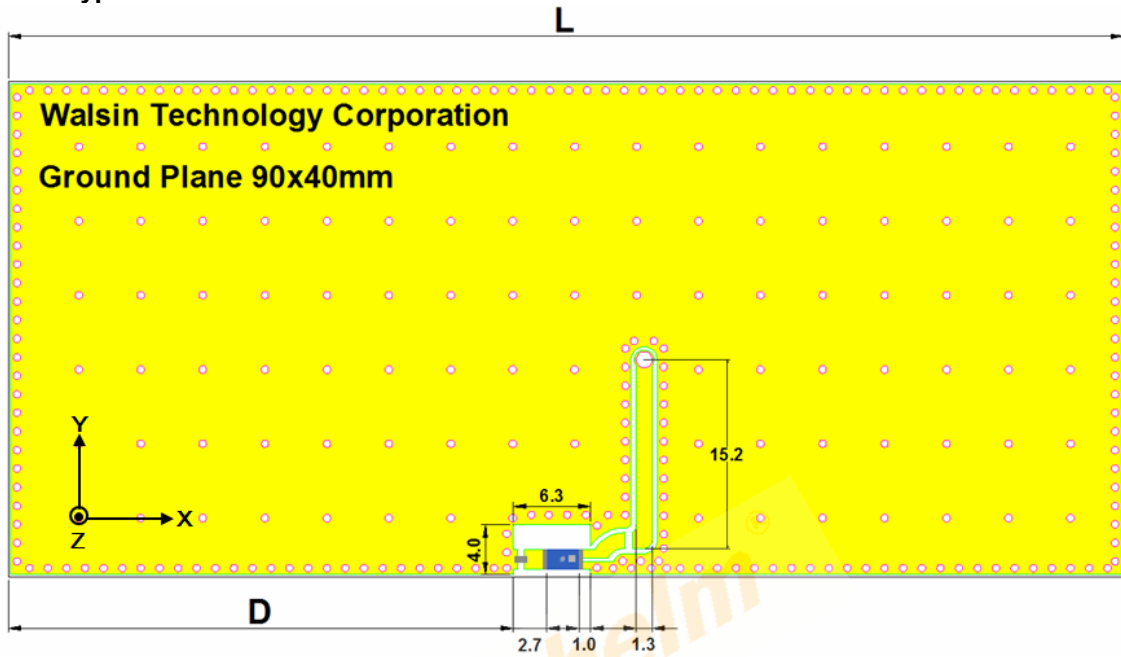 L
Walsin Technology Corporation
Ground Plane 90x40mm
Y
X
Z
15.2
6.3
4.0
D
2.7
1.0
1.3